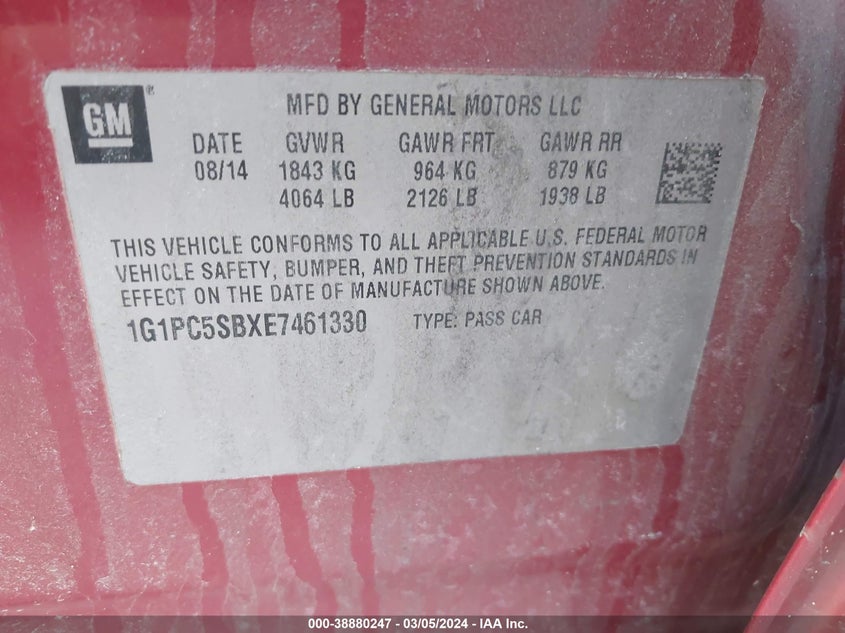 GM ®
MFD BY GENERAL MOTORS LLC
DATE GVWR GAWR FRT GAWR RR
08/14 1843 KG 964 KG 879 KG
4064 LB 2126 LB 1938 LB
THIS VEHICLE CONFORMS TO ALL APPLICABLE U.S. FEDERAL MOTOR
VEHICLE SAFETY, BUMPER, AND THEFT PREVENTION STANDARDS IN
EFFECT ON THE DATE OF MANUFACTURE SHOWN ABOVE.
1G1PC5SBXE7461330 TYPE: PASS CAR
000-38880247 - 03/05/2024 - IAA Inc.